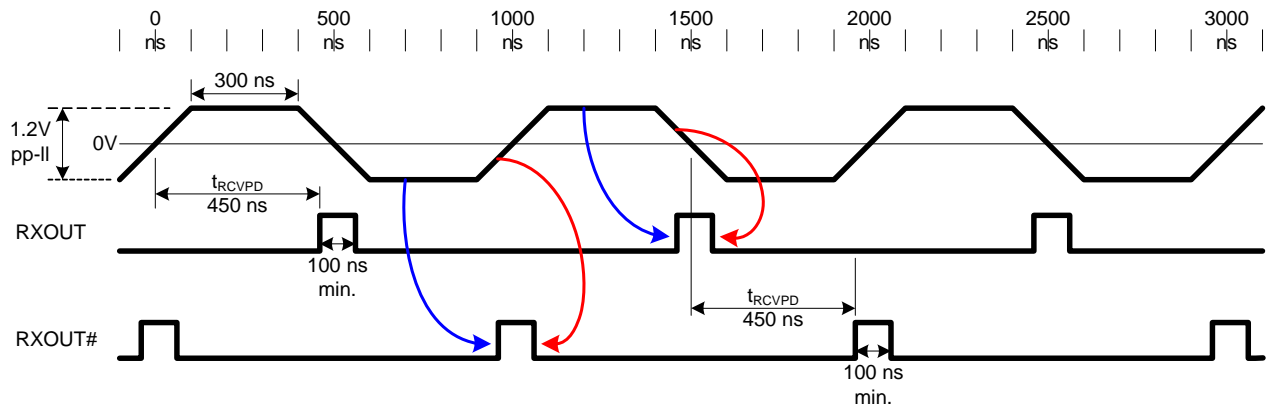 0 500 1000 1500 2000 2500 3000
ns ns ns ns ns ns ns
300 ns
1.2V
pp-ll
0V
tRCVPD
450 ns
RXOUT
100 ns
min.
tRCVPD
450 ns
RXOUT#
100 ns
min.